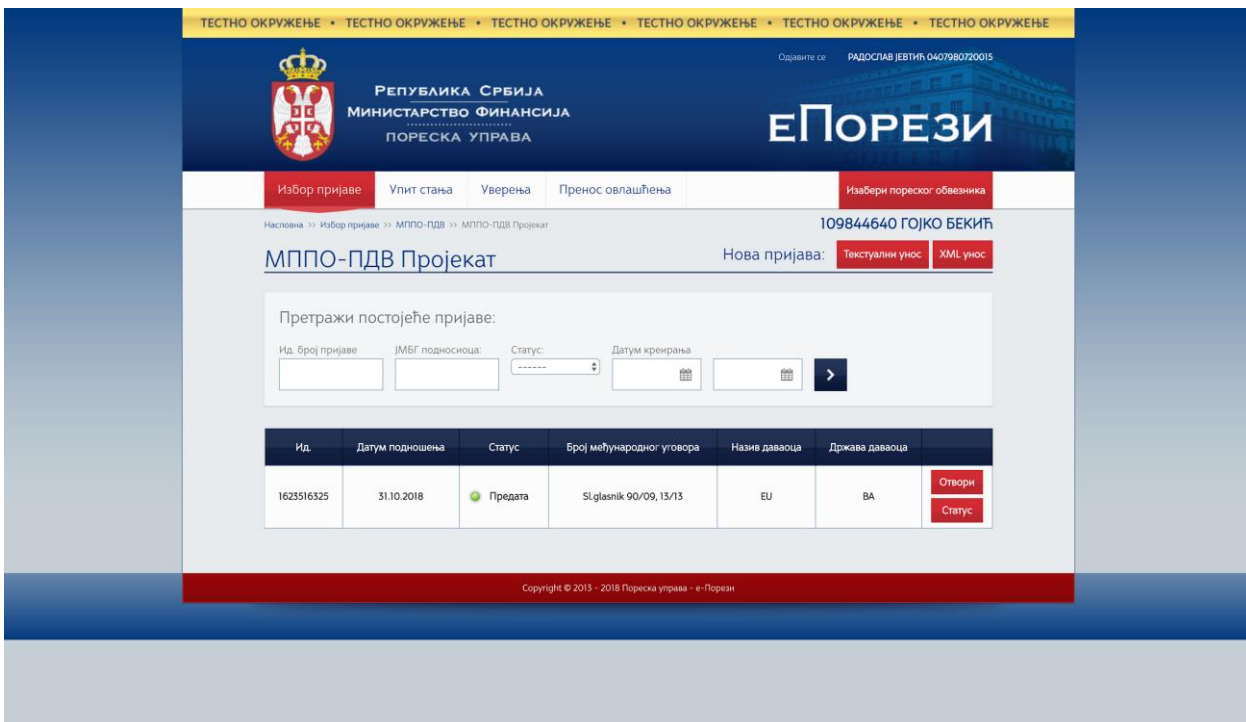 ТЕСТНО ОКРУЖЕЊЕ • ТЕСТНО ОКРУЖЕЊЕ • ТЕСТНО ОКРУЖЕЊЕ • ТЕСТНО ОКРУЖЕЊЕ • ТЕСТНО ОКРУЖЕЊЕ • ТЕСТНО ОКРУЖЕЊЕ
Одјавите се РАДОСЛАВ ЈЕВТИЋ 0407980720015
Република Србија
Министарство Финансија
ПОРЕСКА УПРАВА
еПорези
Избор пријаве Упит стања Уверења Пренос овлашћења Изабери пореског обвезника
Насловна >> Избор пријаве >> МППО-ПДВ >> МППО-ПДВ Пројекат
109844640 ГОЈКО БЕКИЋ
МППО-ПДВ Пројекат
Нова пријава: Текстуални унос XML унос
Претражи постојеће пријаве:
Ид. број пријаве ЈМБГ подносиоца: Статус: Датум креирања
------
Ид. Датум подношења Статус Број међународног уговора Назив даваоца Држава даваоца
1623516325 31.10.2018 Предата Sl.glasnik 90/09, 13/13 EU BA Отвори
Статус
Copyright © 2013 - 2018 Пореска управа - е-Порези